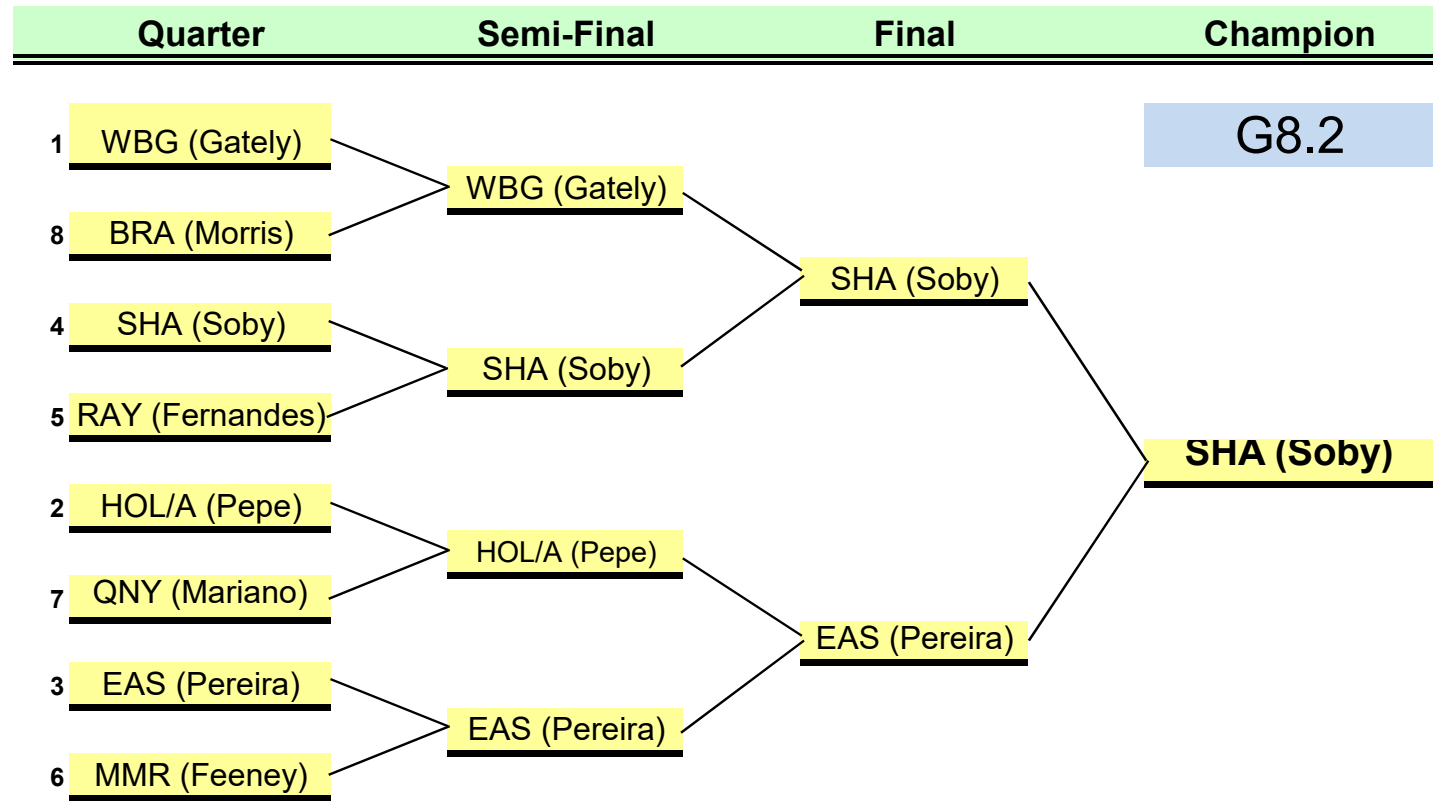 Quarter Semi-Final Final Champion
G8.2
1 WBG (Gately)
WBG (Gately)
8 BRA (Morris)
SHA (Soby)
4 SHA (Soby)
SHA (Soby)
5 RAY (Fernandes)
SHA (Soby)
2 HOL/A (Pepe)
HOL/A (Pepe)
7 QNY (Mariano)
EAS (Pereira)
3 EAS (Pereira)
EAS (Pereira)
6 MMR (Feeney)